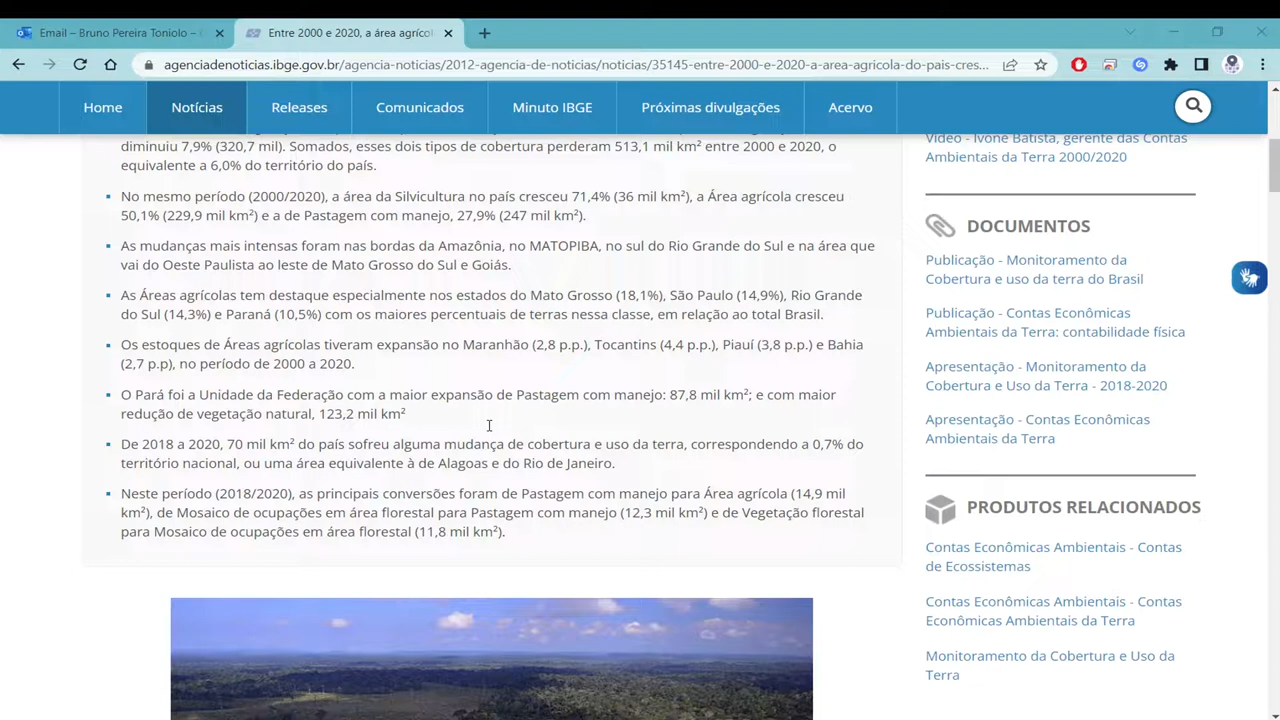 Email – Bruno Pereira Toniolo –
Entre 2000 e 2020, a área agrícol
agenciadenoticias.ibge.gov.br/agencia-noticias/2012-agencia-de-noticias/noticias/35145-entre-2000-e-2020-a-area-agricola-do-pais-cres...
Home
Notícias
Releases
Comunicados
Minuto IBGE
Próximas divulgações
Acervo
diminuiu 7,9% (320,7 mil). Somados, esses dois tipos de cobertura perderam 513,1 mil km² entre 2000 e 2020, o
equivalente a 6,0% do território do país.
No mesmo período (2000/2020), a área da Silvicultura no país cresceu 71,4% (36 mil km²), a Área agrícola cresceu
50,1% (229,9 mil km²) e a de Pastagem com manejo, 27,9% (247 mil km²).
As mudanças mais intensas foram nas bordas da Amazônia, no MATOPIBA, no sul do Rio Grande do Sul e na área que
vai do Oeste Paulista ao leste de Mato Grosso do Sul e Goiás.
As Áreas agrícolas tem destaque especialmente nos estados do Mato Grosso (18,1%), São Paulo (14,9%), Rio Grande
do Sul (14,3%) e Paraná (10,5%) com os maiores percentuais de terras nessa classe, em relação ao total Brasil.
Os estoques de Áreas agrícolas tiveram expansão no Maranhão (2,8 p.p.), Tocantins (4,4 p.p.), Piauí (3,8 p.p.) e Bahia
(2,7 p.p), no período de 2000 a 2020.
O Pará foi a Unidade da Federação com a maior expansão de Pastagem com manejo: 87,8 mil km²; e com maior
redução de vegetação natural, 123,2 mil km²
De 2018 a 2020, 70 mil km² do país sofreu alguma mudança de cobertura e uso da terra, correspondendo a 0,7% do
território nacional, ou uma área equivalente à de Alagoas e do Rio de Janeiro.
Neste período (2018/2020), as principais conversões foram de Pastagem com manejo para Área agrícola (14,9 mil
km²), de Mosaico de ocupações em área florestal para Pastagem com manejo (12,3 mil km²) e de Vegetação florestal
para Mosaico de ocupações em área florestal (11,8 mil km²).
Vídeo - Ivone Batista, gerente das Contas
Ambientais da Terra 2000/2020
DOCUMENTOS
Publicação - Monitoramento da
Cobertura e uso da terra do Brasil
Publicação - Contas Econômicas
Ambientais da Terra: contabilidade física
Apresentação - Monitoramento da
Cobertura e Uso da Terra - 2018-2020
Apresentação - Contas Econômicas
Ambientais da Terra
PRODUTOS RELACIONADOS
Contas Econômicas Ambientais - Contas
de Ecossistemas
Contas Econômicas Ambientais - Contas
Econômicas Ambientais da Terra
Monitoramento da Cobertura e Uso da
Terra